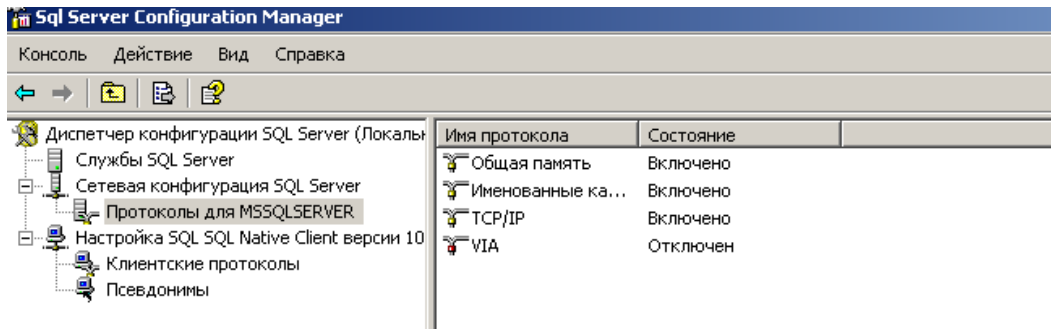 Sql Server Configuration Manager
Консоль Действие Вид Справка
Диспетчер конфигурации SQL Server (Локальн
Службы SQL Server
Сетевая конфигурация SQL Server
Протоколы для MSSQLSERVER
Настройка SQL SQL Native Client версии 10
Клиентские протоколы
Псевдонимы
Имя протокола Состояние
Общая память Включено
Именованные ка... Включено
TCP/IP Включено
VIA Отключен